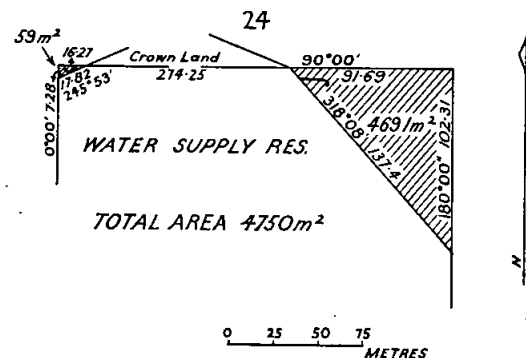 24
59m²
16·27
Crown Land
274·25
90°00'
91·69
17·82
245°53'
0°00' 7·28
318°08' 137·4
4691m²
180°00' 102·31
WATER SUPPLY RES.
TOTAL AREA 4750m²
N
0 25 50 75
METRES